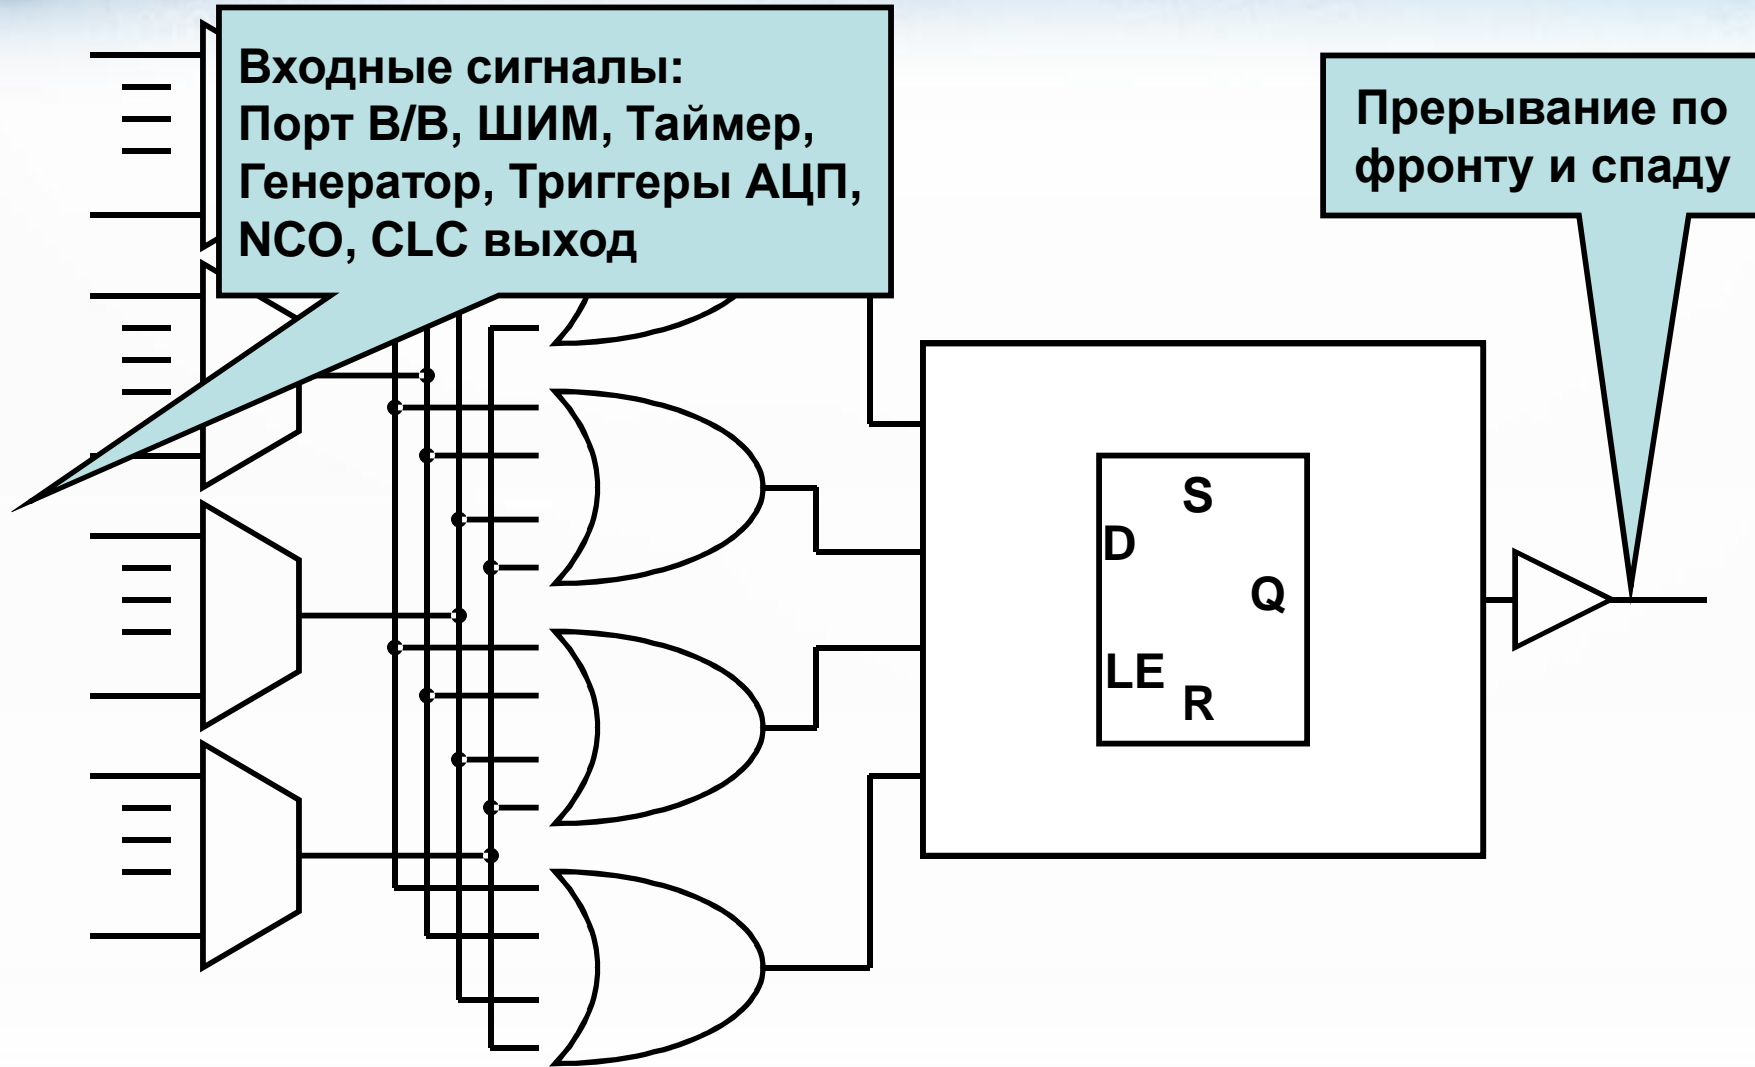 Входные сигналы:
Порт В/В, ШИМ, Таймер,
Генератор, Триггеры АЦП,
NCO, CLC выход
Прерывание по
фронту и спаду
S
D
Q
LE
R